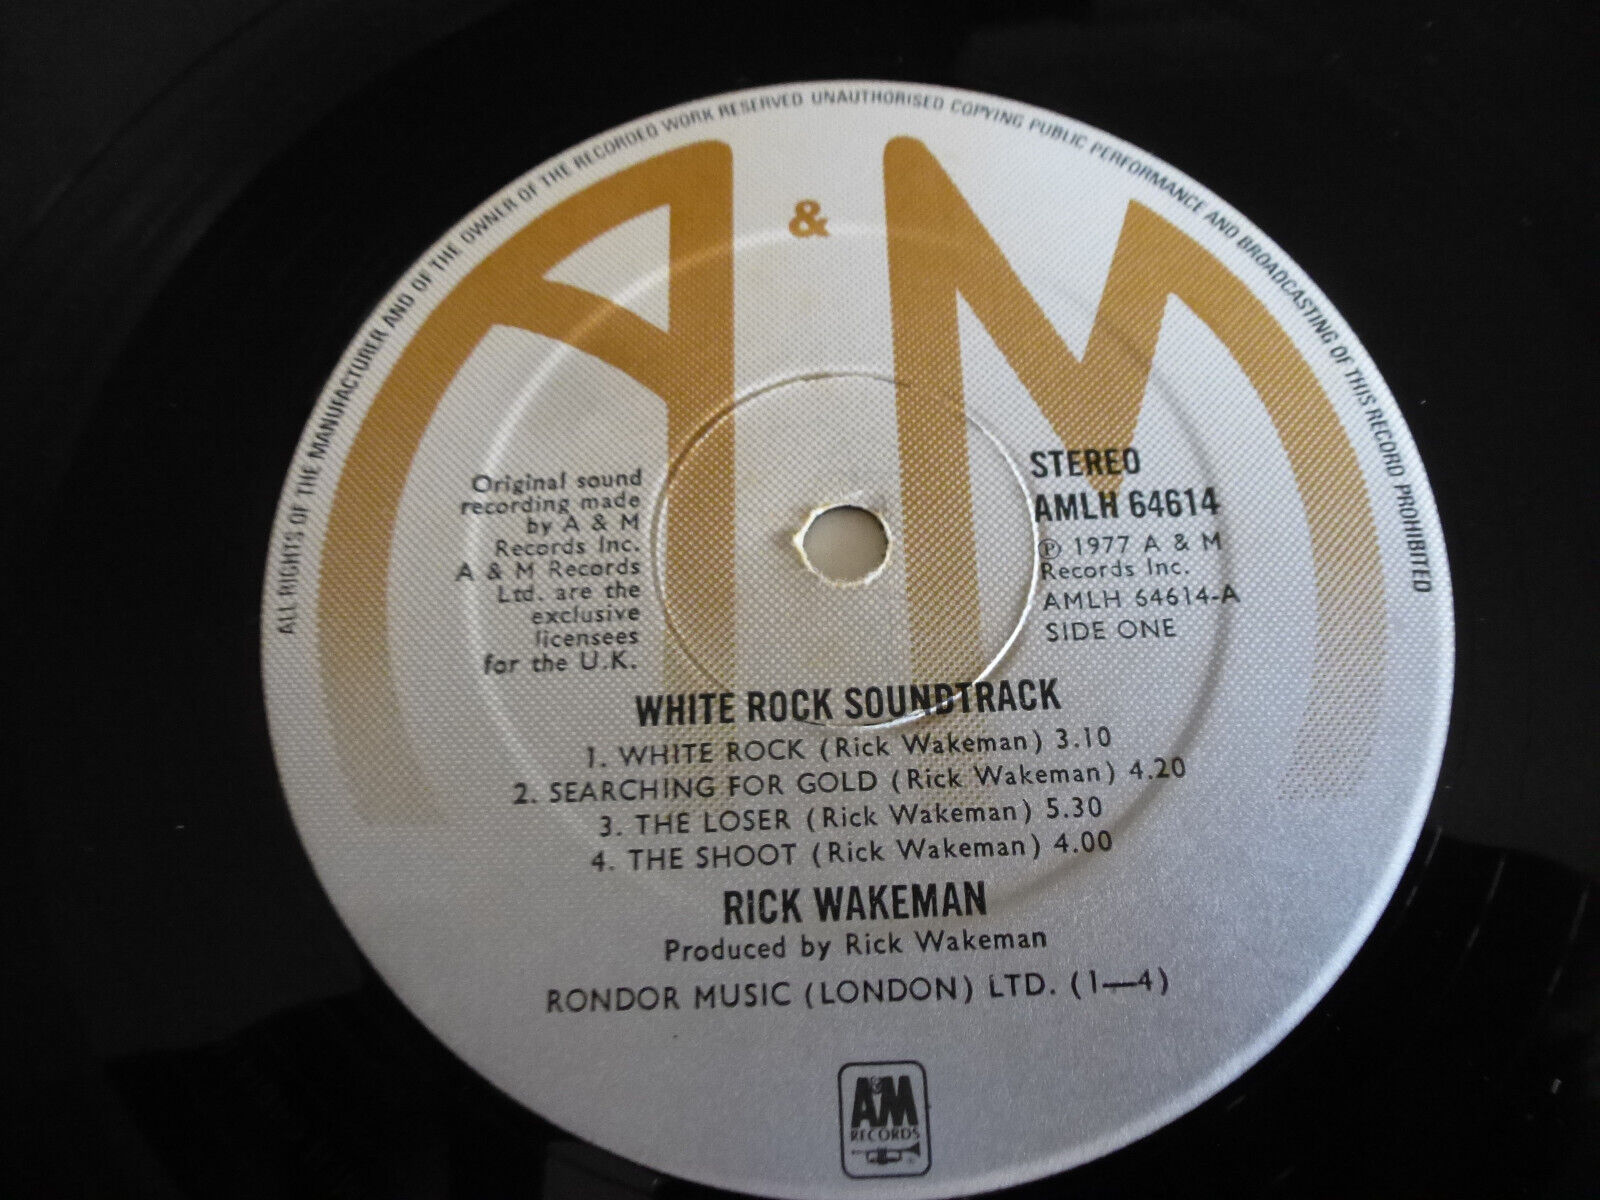 ALL RIGHTS OF THE MANUFACTURER AND OF THE OWNER OF THE RECORDED WORK RESERVED UNAUTHORISED COPYING PUBLIC PERFORMANCE AND BROADCASTING OF THIS RECORD PROHIBITED
A & M
Original sound
recording made
by A & M
Records Inc.
A & M Records
Ltd. are the
exclusive
licensees
for the U.K.
STEREO
AMLH 64614
℗ 1977 A & M
Records Inc.
AMLH 64614-A
SIDE ONE
WHITE ROCK SOUNDTRACK
1. WHITE ROCK (Rick Wakeman) 3.10
2. SEARCHING FOR GOLD (Rick Wakeman) 4.20
3. THE LOSER (Rick Wakeman) 5.30
4. THE SHOOT (Rick Wakeman) 4.00
RICK WAKEMAN
Produced by Rick Wakeman
RONDOR MUSIC (LONDON) LTD. (1—4)
A&M
RECORDS
®